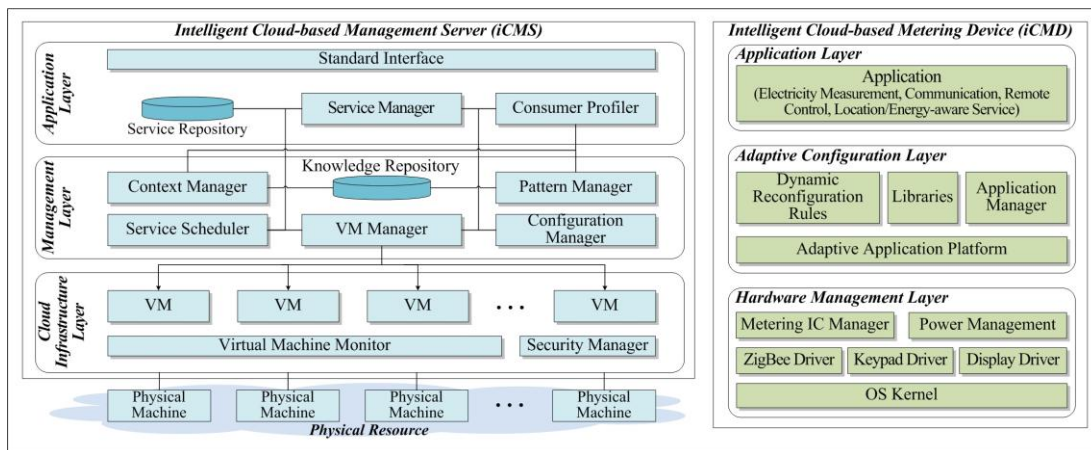 Intelligent Cloud-based Management Server (iCMS)
Application
Layer
Standard Interface
Service Repository
Service Manager
Consumer Profiler
Management
Layer
Knowledge Repository
Context Manager
Pattern Manager
Service Scheduler
VM Manager
Configuration
Manager
Cloud
Infrastructure
Layer
VM
VM
VM
...
VM
Virtual Machine Monitor
Security Manager
Physical
Machine
Physical
Machine
Physical
Machine
...
Physical
Machine
Physical Resource
Intelligent Cloud-based Metering Device (iCMD)
Application Layer
Application
(Electricity Measurement, Communication, Remote
Control, Location/Energy-aware Service)
Adaptive Configuration Layer
Dynamic
Reconfiguration
Rules
Libraries
Application
Manager
Adaptive Application Platform
Hardware Management Layer
Metering IC Manager
Power Management
ZigBee Driver
Keypad Driver
Display Driver
OS Kernel